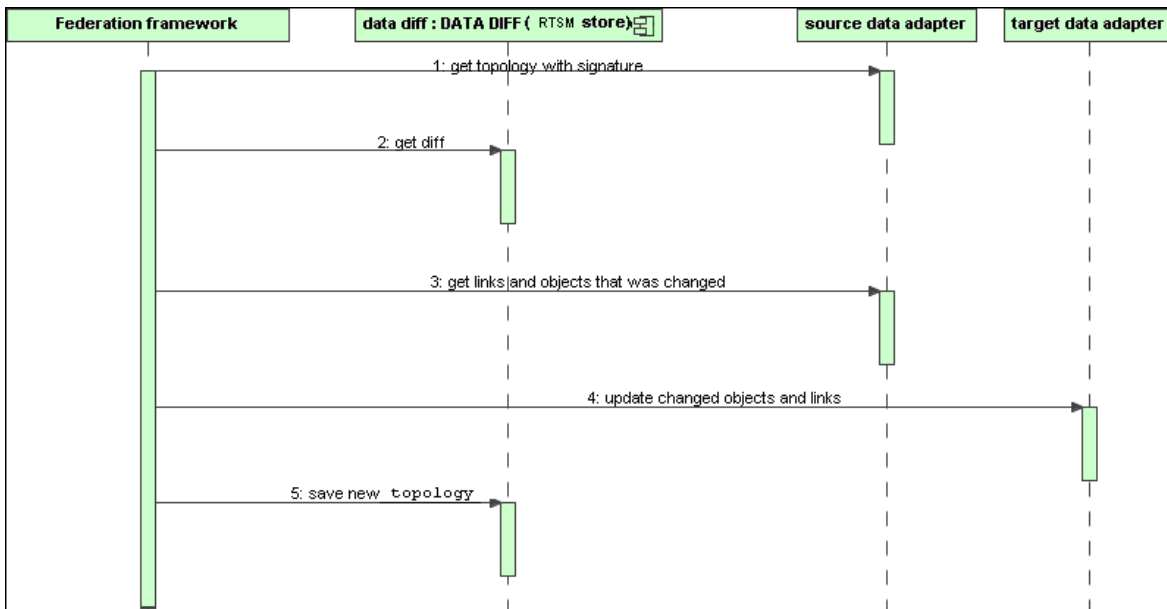 Federation framework
data diff : DATA DIFF ( RTSM store)
source data adapter
target data adapter
1: get topology with signature
2: get diff
3: get links and objects that was changed
4: update changed objects and links
5: save new topology